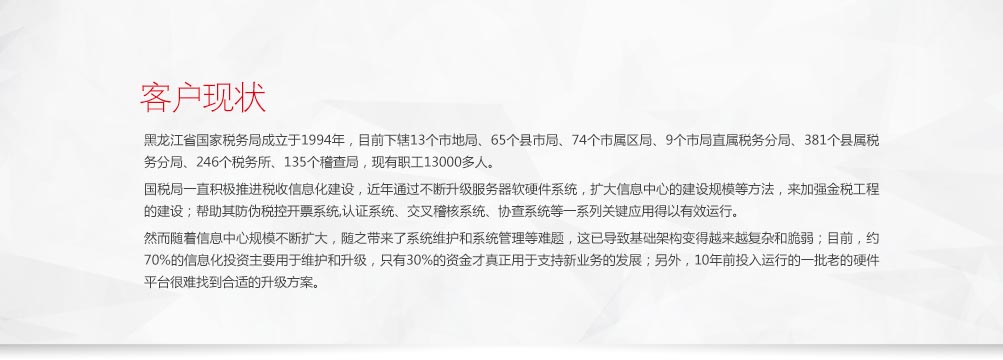 客户现状
黑龙江省国家税务局成立于1994年，目前下辖13个市地局、65个县市局、74个市属区局、9个市局直属税务分局、381个县属税
务分局、246个税务所、135个稽查局，现有职工13000多人。
国税局一直积极推进税收信息化建设，近年通过不断升级服务器软硬件系统，扩大信息中心的建设规模等方法，来加强金税工程
的建设；帮助其防伪税控开票系统,认证系统、交叉稽核系统、协查系统等一系列关键应用得以有效运行。
然而随着信息中心规模不断扩大，随之带来了系统维护和系统管理等难题，这已导致基础架构变得越来越复杂和脆弱；目前，约
70%的信息化投资主要用于维护和升级，只有30%的资金才真正用于支持新业务的发展；另外，10年前投入运行的一批老的硬件
平台很难找到合适的升级方案。